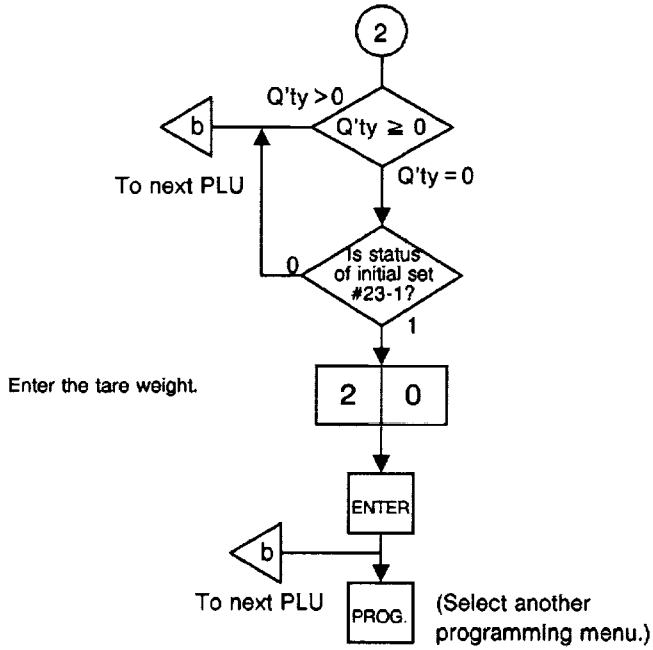 2
Q'ty > 0
b
Q'ty ≧ 0
To next PLU
Q'ty = 0
0
Is status
of initial set
#23-1?
1
Enter the tare weight.
2 0
ENTER
b
To next PLU
PROG.
(Select another
programming menu.)